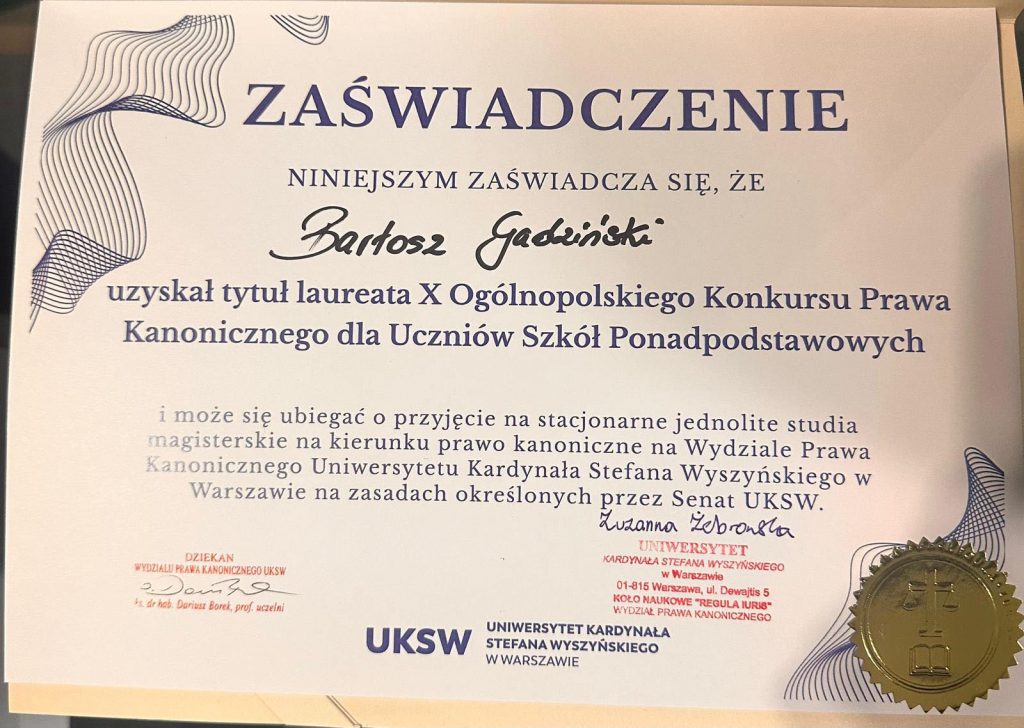 ZAŚWIADCZENIE
NINIEJSZYM ZAŚWIADCZA SIĘ, ŻE
Bartosz Gadziński
uzyskał tytuł laureata X Ogólnopolskiego Konkursu Prawa
Kanonicznego dla Uczniów Szkół Ponadpodstawowych
i może się ubiegać o przyjęcie na stacjonarne jednolite studia
magisterskie na kierunku prawo kanoniczne na Wydziale Prawa
Kanonicznego Uniwersytetu Kardynała Stefana Wyszyńskiego w
Warszawie na zasadach określonych przez Senat UKSW.
Zuzanna Żebrowska
DZIEKAN
WYDZIAŁU PRAWA KANONICZNEGO UKSW
ks. dr hab. Dariusz Borek, prof. uczelni
UNIWERSYTET
KARDYNAŁA STEFANA WYSZYŃSKIEGO
w Warszawie
01-815 Warszawa, ul. Dewajtis 5
KOŁO NAUKOWE "REGULA IURIS"
WYDZIAŁ PRAWA KANONICZNEGO
UKSW
UNIWERSYTET KARDYNAŁA
STEFANA WYSZYŃSKIEGO
W WARSZAWIE